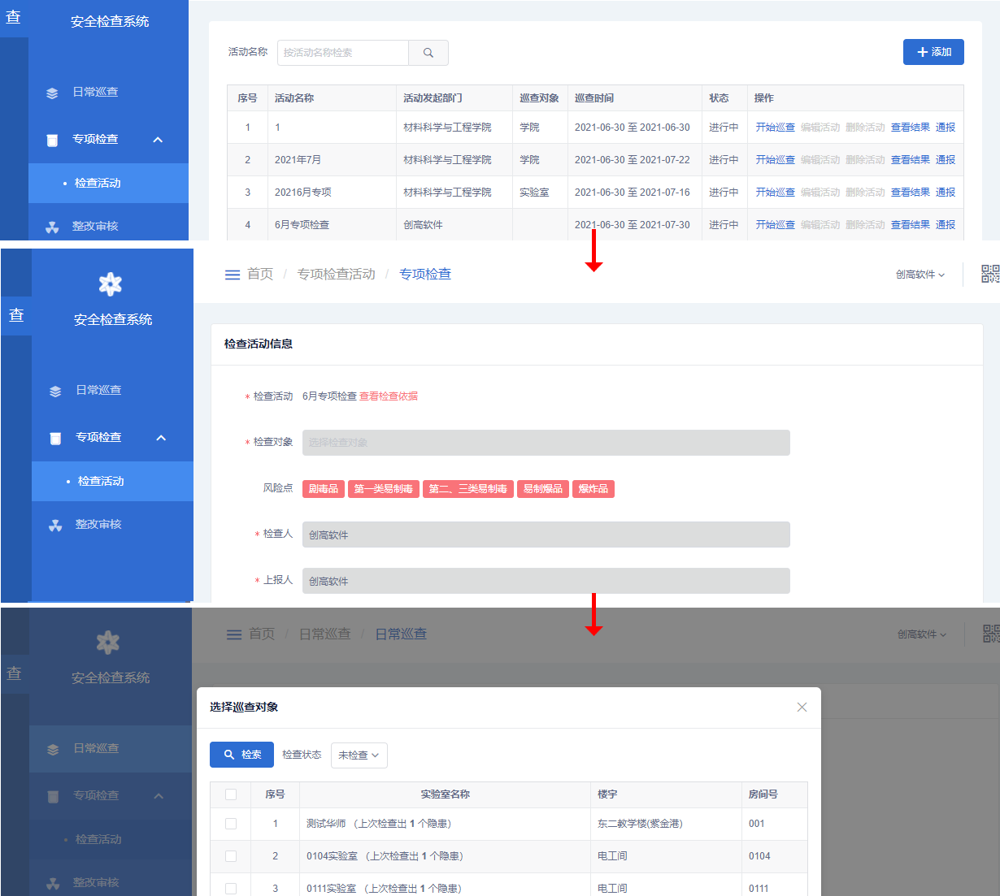 查
安全检查系统
日常巡查
专项检查
检查活动
整改审核
活动名称 按活动名称检索
添加
序号 活动名称 活动发起部门 巡查对象 巡查时间 状态 操作
1 1 材料科学与工程学院 学院 2021-06-30 至 2021-06-30 进行中 开始巡查 编辑活动 删除活动 查看结果 通报
2 2021年7月 材料科学与工程学院 学院 2021-06-30 至 2021-07-22 进行中 开始巡查 编辑活动 删除活动 查看结果 通报
3 20216月专项 材料科学与工程学院 实验室 2021-06-30 至 2021-07-16 进行中 开始巡查 编辑活动 删除活动 查看结果 通报
4 6月专项检查 创高软件 2021-06-30 至 2021-07-30 进行中 开始巡查 编辑活动 删除活动 查看结果 通报
查
安全检查系统
日常巡查
专项检查
检查活动
整改审核
首页 / 专项检查活动 / 专项检查
创高软件
检查活动信息
* 检查活动 6月专项检查 查看检查依据
* 检查对象 选择检查对象
风险点 剧毒品 第一类易制毒 第二、三类易制毒 易制爆品 爆炸品
* 检查人 创高软件
* 上报人 创高软件
查
安全检查系统
日常巡查
专项检查
检查活动
整改审核
首页 / 日常巡查 / 日常巡查
创高软件
选择巡查对象
检索 检查状态 未检查
序号 实验室名称 楼宇 房间号
1 测试华师 （上次检查出 1 个隐患） 东二教学楼(紫金港) 001
2 0104实验室 （上次检查出 1 个隐患） 电工间 0104
3 0111实验室 （上次检查出 1 个隐患） 电工间 0111